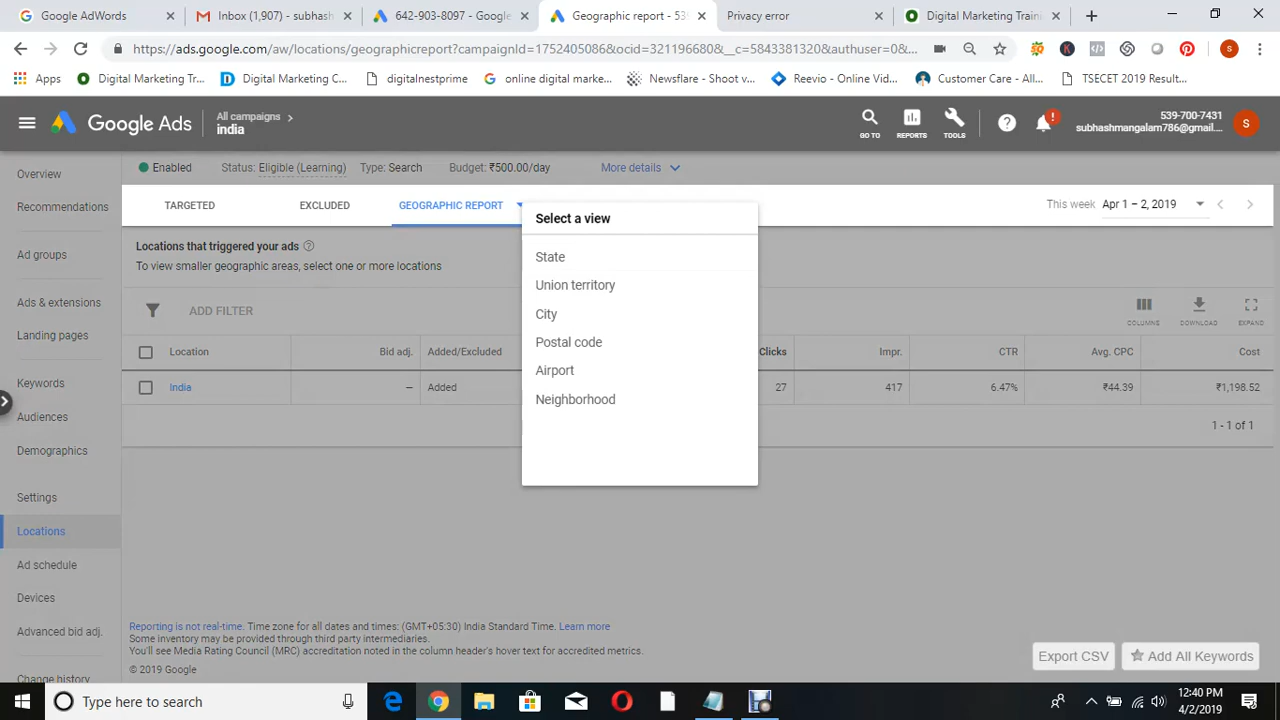 Google AdWords
Inbox (1,907) - subhash
642-903-8097 - Google
Geographic report - 539
Privacy error
Digital Marketing Traini
https://ads.google.com/aw/locations/geographicreport?campaignId=1752405086&ocid=321196680&__c=5843381320&authuser=0&...
S
Apps
Digital Marketing Tr...
Digital Marketing C...
digitalnestprime
online digital marke...
Newsflare - Shoot v...
Reevio - Online Vid...
Customer Care - All...
TSECET 2019 Result...
Google Ads
All campaigns
india
GO TO
REPORTS
TOOLS
539-700-7431
subhashmangalam786@gmail....
S
Enabled
Status: Eligible (Learning)
Type: Search
Budget: ₹500.00/day
More details
Overview
Recommendations
Ad groups
Ads & extensions
Landing pages
Keywords
Audiences
Demographics
Settings
Locations
Ad schedule
Devices
Advanced bid adj.
Change history
TARGETED
EXCLUDED
GEOGRAPHIC REPORT
This week
Apr 1 – 2, 2019
Locations that triggered your ads
To view smaller geographic areas, select one or more locations
Select a view
State
Union territory
City
Postal code
Airport
Neighborhood
ADD FILTER
COLUMNS
DOWNLOAD
EXPAND
Location
Bid adj.
Added/Excluded
Clicks
Impr.
CTR
Avg. CPC
Cost
India
–
Added
27
417
6.47%
₹44.39
₹1,198.52
1 - 1 of 1
Reporting is not real-time. Time zone for all dates and times: (GMT+05:30) India Standard Time. Learn more
Some inventory may be provided through third party intermediaries.
You'll see Media Rating Council (MRC) accreditation noted in the column header's hover text for accredited metrics.
© 2019 Google
Export CSV
Add All Keywords
Type here to search
12:40 PM
4/2/2019